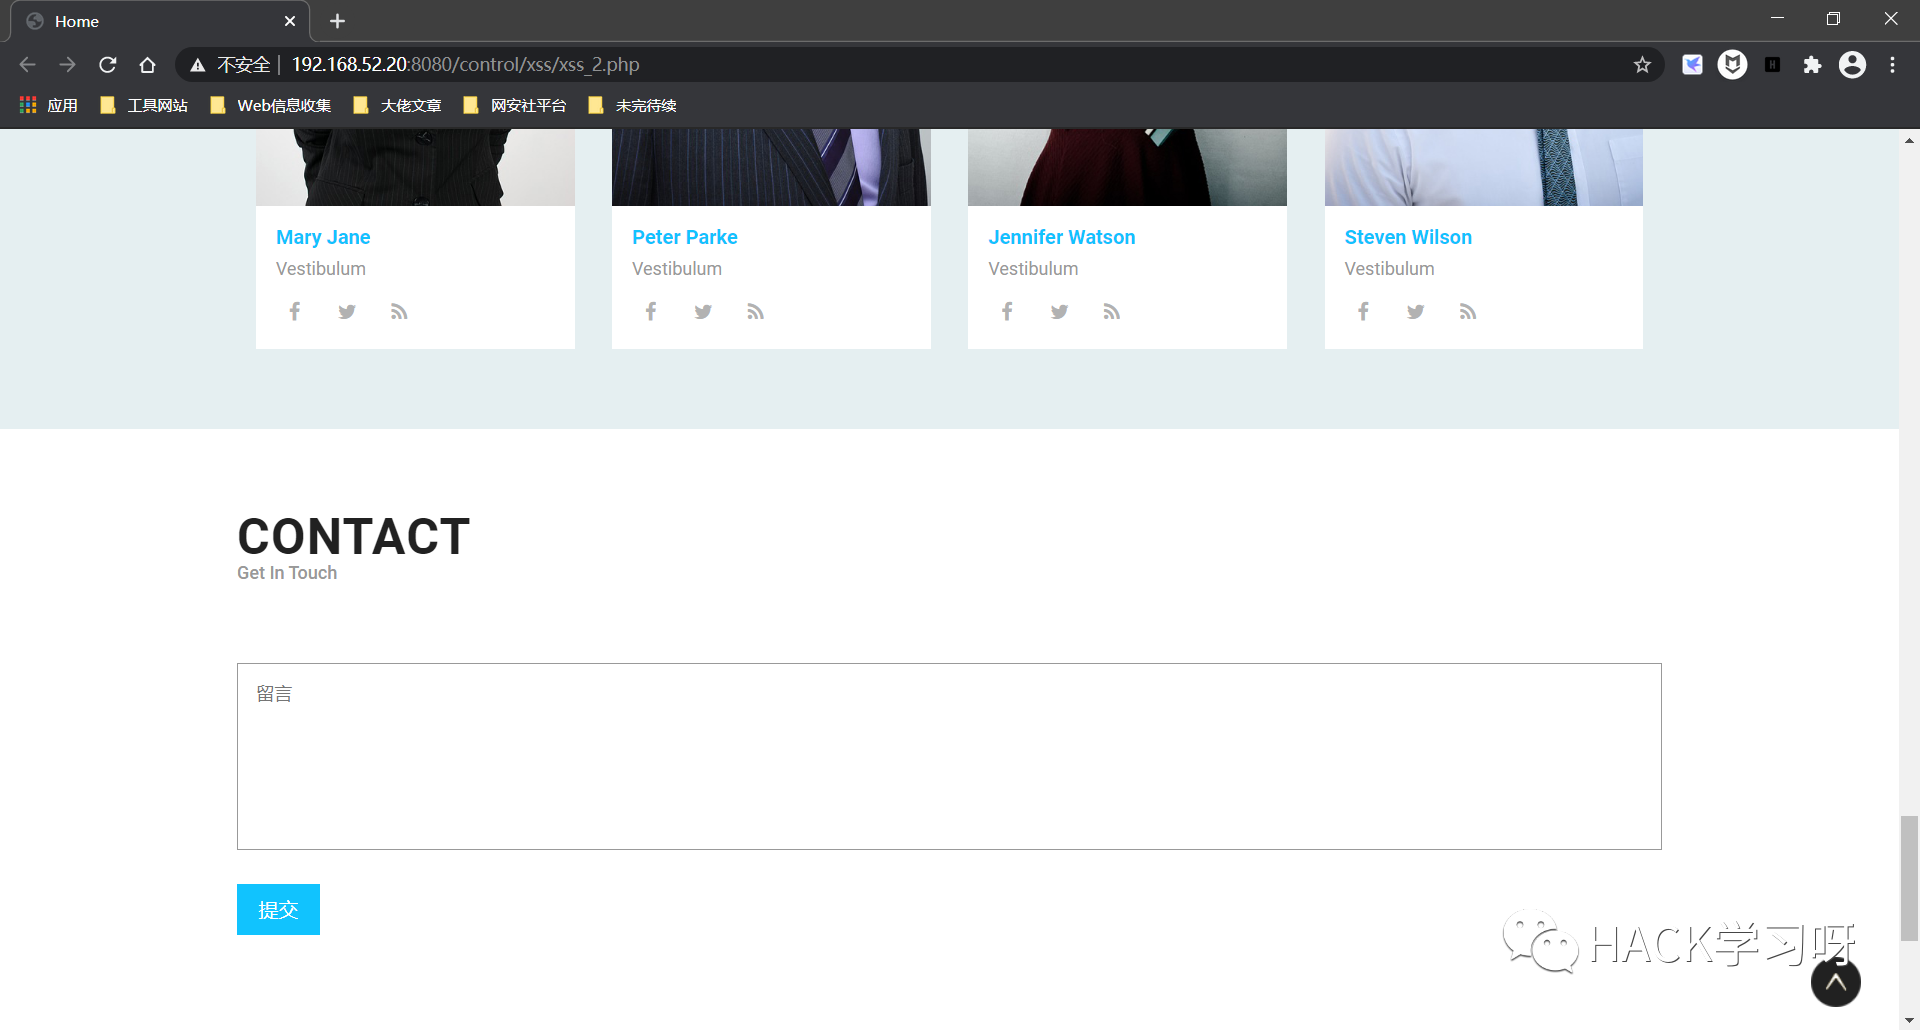 Home
不安全 | 192.168.52.20:8080/control/xss/xss_2.php
应用 工具网站 Web信息收集 大佬文章 网安社平台 未完待续
Mary Jane Peter Parke Jennifer Watson Steven Wilson
Vestibulum Vestibulum Vestibulum Vestibulum
CONTACT
Get In Touch
留言
提交
HACK学习呀